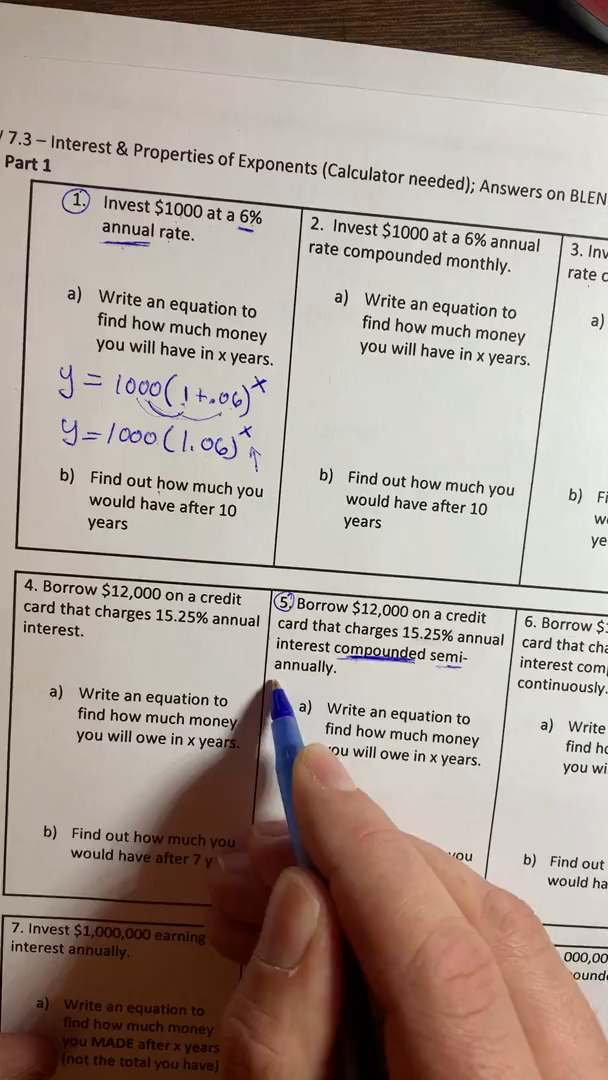 7.3 – Interest & Properties of Exponents (Calculator needed); Answers on BLEN
Part 1
1. Invest $1000 at a 6%
annual rate.
a) Write an equation to
find how much money
you will have in x years.
y = 1000(1+.06)^x
y=1000(1.06)^x
b) Find out how much you
would have after 10
years
2. Invest $1000 at a 6% annual
rate compounded monthly.
a) Write an equation to
find how much money
you will have in x years.
b) Find out how much you
would have after 10
years
3. Inv
rate c
a)
b) Fi
w
ye
4. Borrow $12,000 on a credit
card that charges 15.25% annual
interest.
a) Write an equation to
find how much money
you will owe in x years.
b) Find out how much you
would have after 7 y
5. Borrow $12,000 on a credit
card that charges 15.25% annual
interest compounded semi-
annually.
a) Write an equation to
find how much money
you will owe in x years.
you
6. Borrow $
card that cha
interest com
continuously.
a) Write
find ho
you wi
b) Find out
would ha
7. Invest $1,000,000 earning
interest annually.
a) Write an equation to
find how much money
you MADE after x years
(not the total you have)
000,00
ound